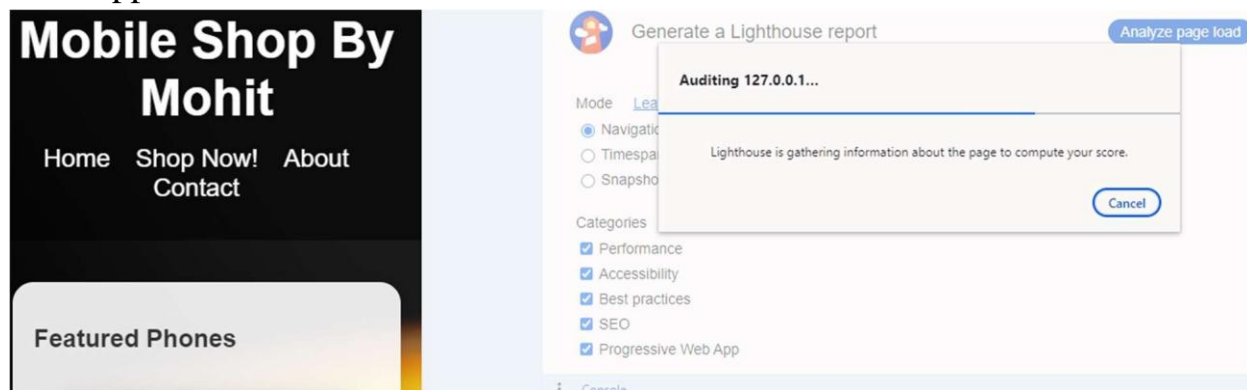 Mobile Shop By
Mohit
Home Shop Now! About
Contact
Featured Phones
Generate a Lighthouse report
Analyze page load
Auditing 127.0.0.1...
Lighthouse is gathering information about the page to compute your score.
Cancel
Mode
Categories
Performance
Accessibility
Best practices
SEO
Progressive Web App